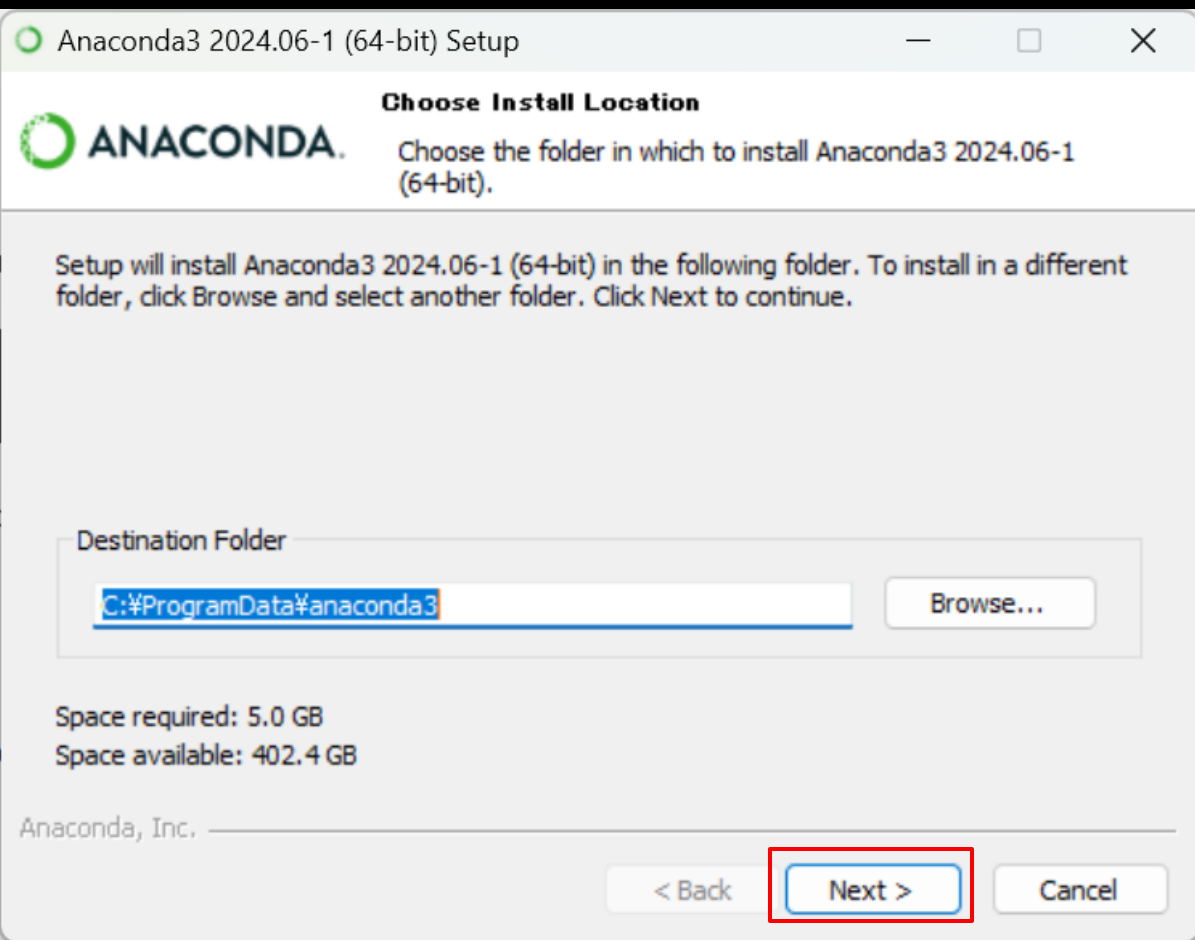 Anaconda3 2024.06-1 (64-bit) Setup
ANACONDA.
Choose Install Location
Choose the folder in which to install Anaconda3 2024.06-1
(64-bit).
Setup will install Anaconda3 2024.06-1 (64-bit) in the following folder. To install in a different
folder, click Browse and select another folder. Click Next to continue.
Destination Folder
C:¥ProgramData¥anaconda3
Browse...
Space required: 5.0 GB
Space available: 402.4 GB
Anaconda, Inc.
< Back
Next >
Cancel